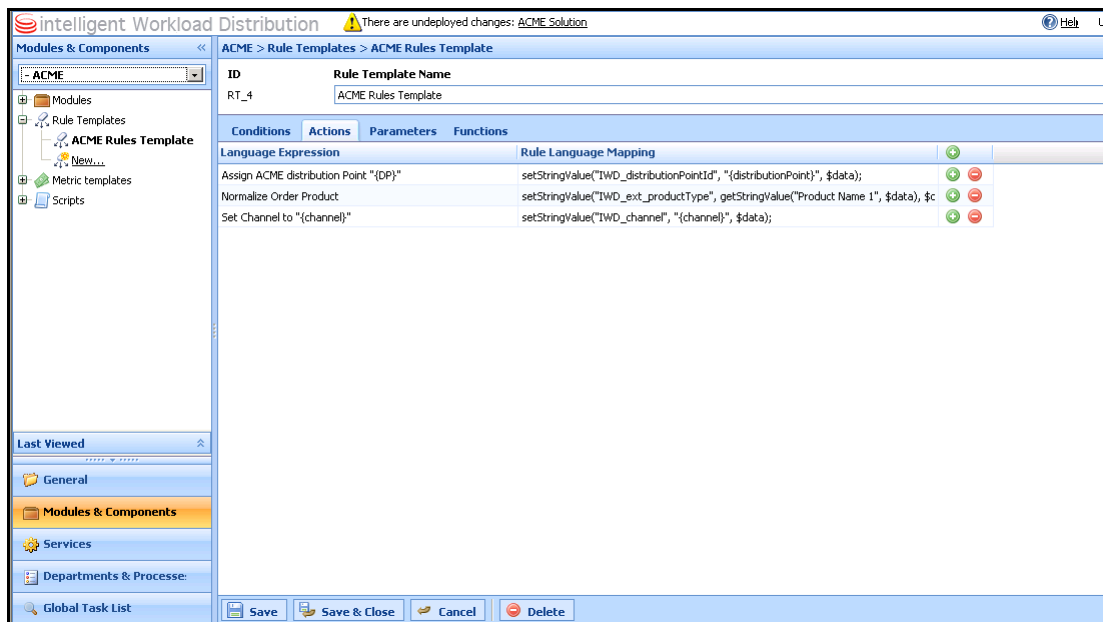 intelligent Workload Distribution
There are undeployed changes: ACME Solution
Help
Modules & Components
ACME > Rule Templates > ACME Rules Template
- ACME
ID
Rule Template Name
RT_4
ACME Rules Template
Modules
Rule Templates
ACME Rules Template
New...
Metric templates
Scripts
Conditions
Actions
Parameters
Functions
Language Expression
Rule Language Mapping
Assign ACME distribution Point "{DP}"
setStringValue("IWD_distributionPointId", "{distributionPoint}", $data);
Normalize Order Product
setStringValue("IWD_ext_productType", getStringValue("Product Name 1", $data), $c
Set Channel to "{channel}"
setStringValue("IWD_channel", "{channel}", $data);
Last Viewed
General
Modules & Components
Services
Departments & Processe
Global Task List
Save
Save & Close
Cancel
Delete